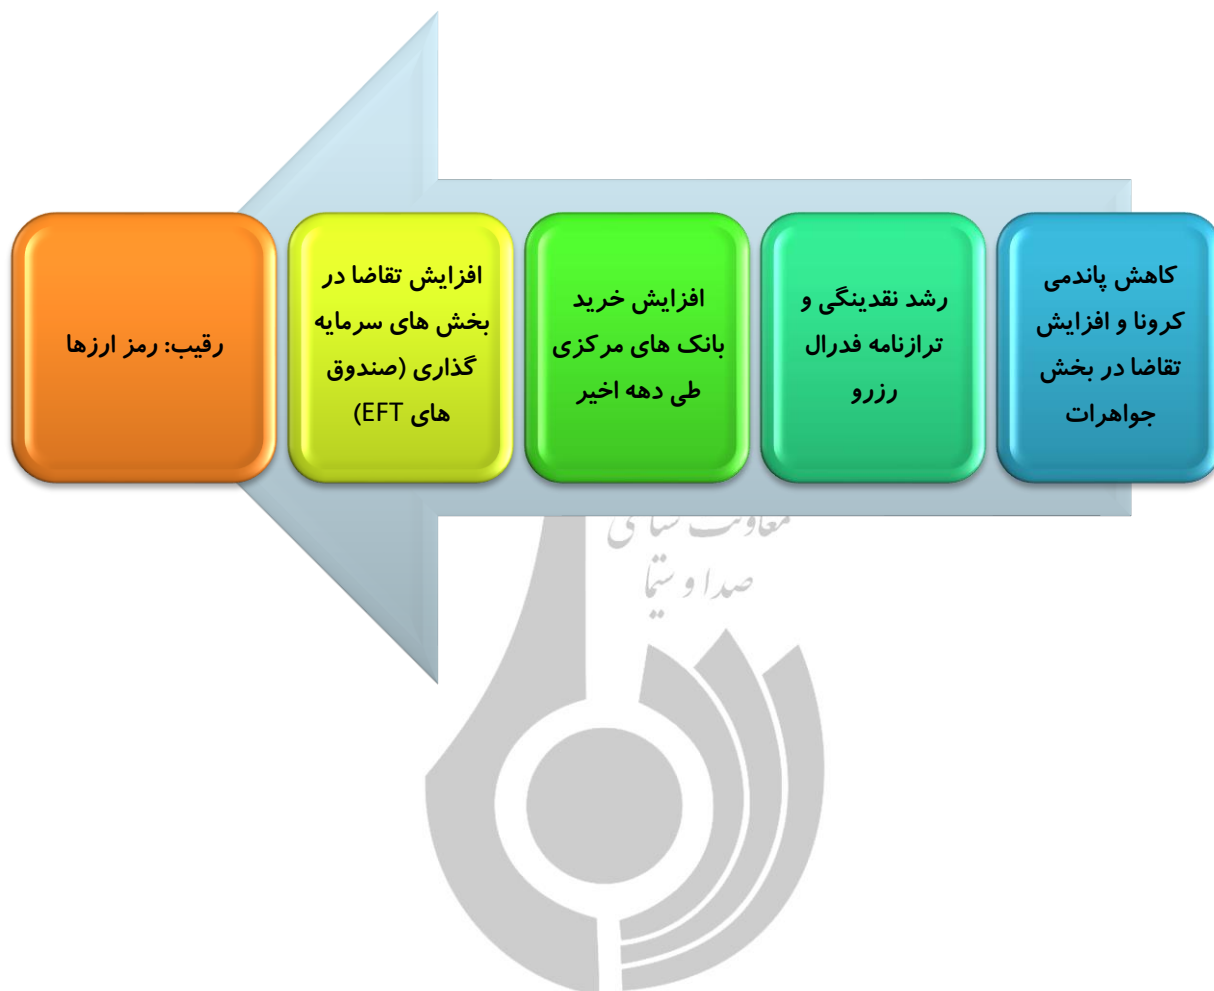 کاهش پاندمی
کرونا و افزایش
تقاضا در بخش
جواهرات
رشد نقدینگی و
ترازنامه فدرال
رزرو
افزایش خرید
بانک های مرکزی
طی دهه اخیر
افزایش تقاضا در
بخش های سرمایه
گذاری (صندوق
های EFT)
رقیب: رمز ارزها
معاونت
صدا و سیما